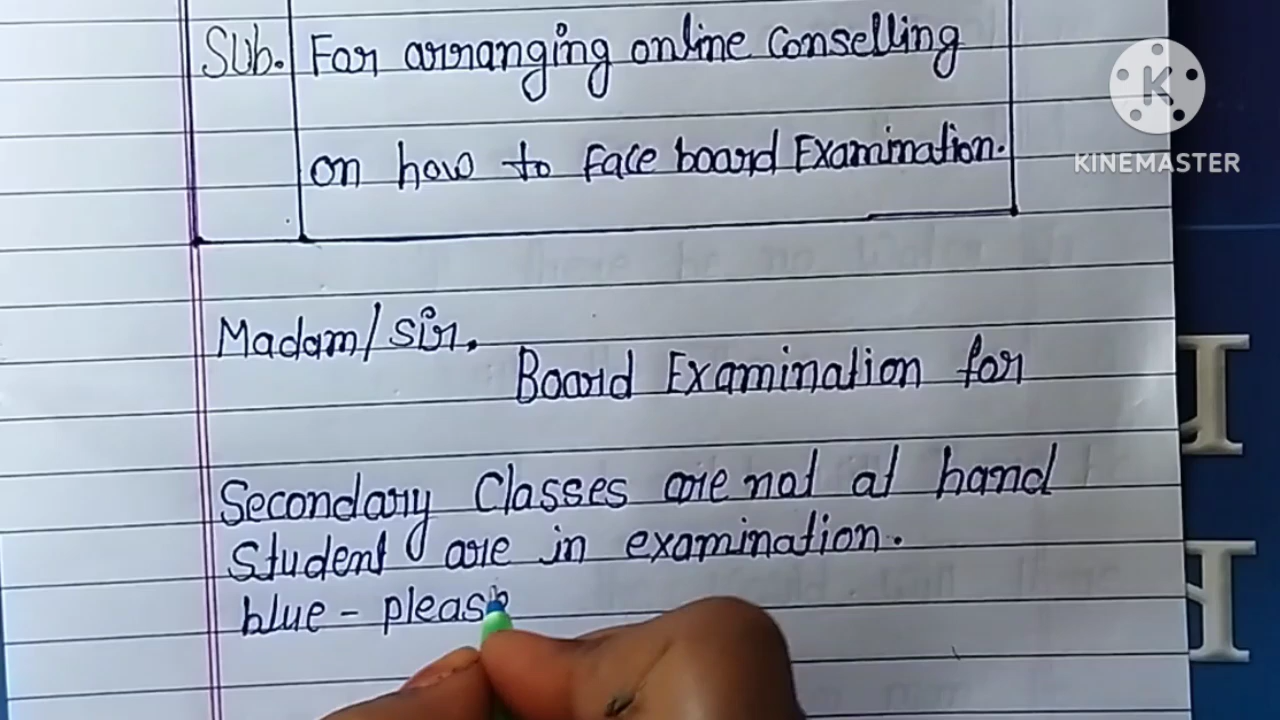 Sub. For arranging online Conselling
on how to Face board Examination.
KINEMASTER
Madam/Sir.
Board Examination for
Secondary Classes are not at hand
Student are in examination.
blue - pleas